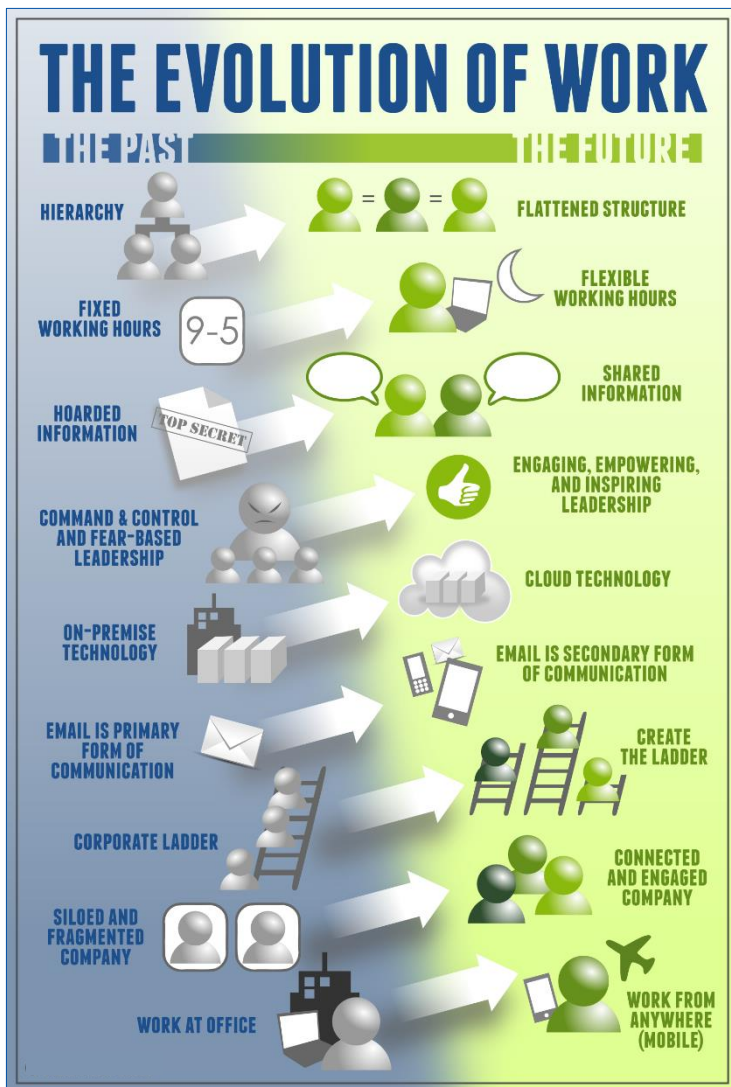 THE EVOLUTION OF WORK
THE PAST
THE FUTURE
HIERARCHY
= =
FLATTENED STRUCTURE
FIXED
WORKING HOURS
9-5
FLEXIBLE
WORKING HOURS
HOARDED
INFORMATION
TOP SECRET
SHARED
INFORMATION
COMMAND & CONTROL
AND FEAR-BASED
LEADERSHIP
ENGAGING, EMPOWERING,
AND INSPIRING
LEADERSHIP
ON-PREMISE
TECHNOLOGY
CLOUD TECHNOLOGY
EMAIL IS PRIMARY
FORM OF
COMMUNICATION
EMAIL IS SECONDARY FORM
OF COMMUNICATION
CORPORATE LADDER
CREATE
THE LADDER
SILOED AND
FRAGMENTED
COMPANY
CONNECTED
AND ENGAGED
COMPANY
WORK AT OFFICE
WORK FROM
ANYWHERE
(MOBILE)